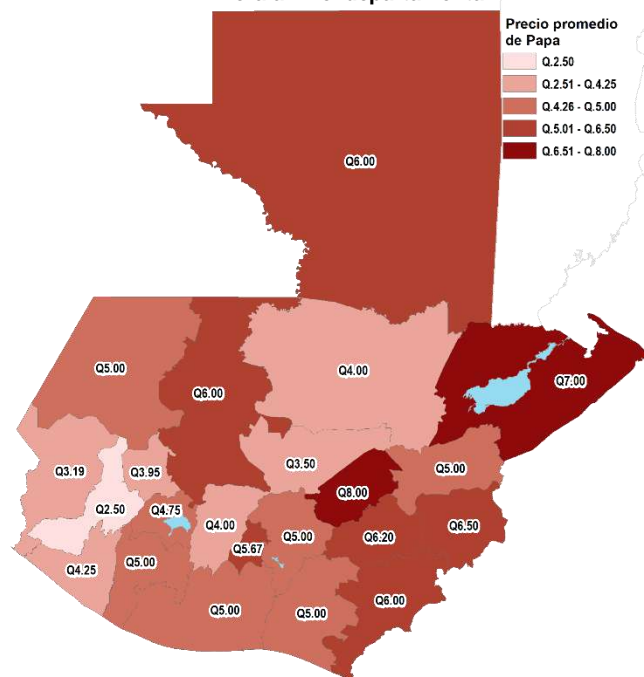 Precio promedio
de Papa
Q.2.50
Q.2.51 - Q.4.25
Q.4.26 - Q.5.00
Q.5.01 - Q.6.50
Q.6.51 - Q.8.00
Q6.00
Q5.00
Q6.00
Q4.00
Q7.00
Q3.19
Q3.95
Q3.50
Q5.00
Q2.50
Q4.75
Q8.00
Q4.00
Q5.00
Q6.20
Q6.50
Q5.67
Q4.25
Q5.00
Q5.00
Q5.00
Q6.00